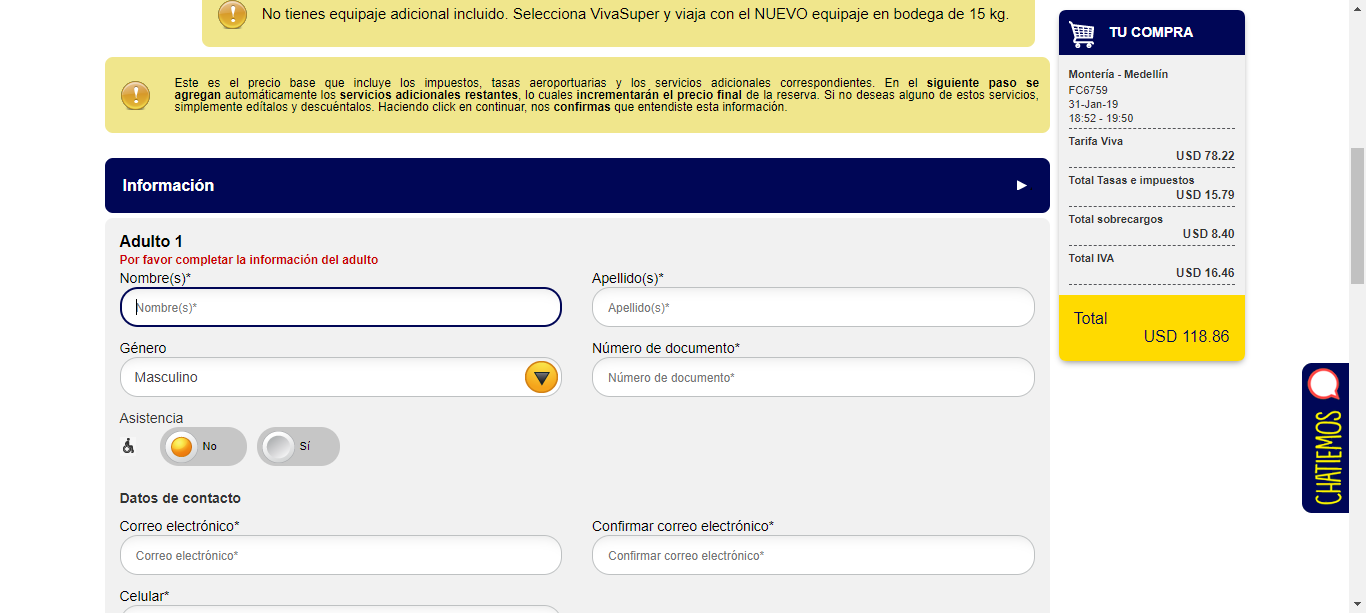 No tienes equipaje adicional incluido. Selecciona VivaSuper y viaja con el NUEVO equipaje en bodega de 15 kg.
Este es el precio base que incluye los impuestos, tasas aeroportuarias y los servicios adicionales correspondientes. En el siguiente paso se
agregan automáticamente los servicios adicionales restantes, lo cuales incrementarán el precio final de la reserva. Si no deseas alguno de estos servicios,
simplemente edítalos y descuéntalos. Haciendo click en continuar, nos confirmas que entendiste esta información.
Información
Adulto 1
Por favor completar la información del adulto
Nombre(s)*
Apellido(s)*
Nombre(s)*
Apellido(s)*
Género
Número de documento*
Masculino
Número de documento*
Asistencia
No
Sí
Datos de contacto
Correo electrónico*
Confirmar correo electrónico*
Correo electrónico*
Confirmar correo electrónico*
Celular*
TU COMPRA
Montería - Medellín
FC6759
31-Jan-19
18:52 - 19:50
Tarifa Viva
USD 78.22
Total Tasas e impuestos
USD 15.79
Total sobrecargos
USD 8.40
Total IVA
USD 16.46
Total
USD 118.86
CHATIEMOS